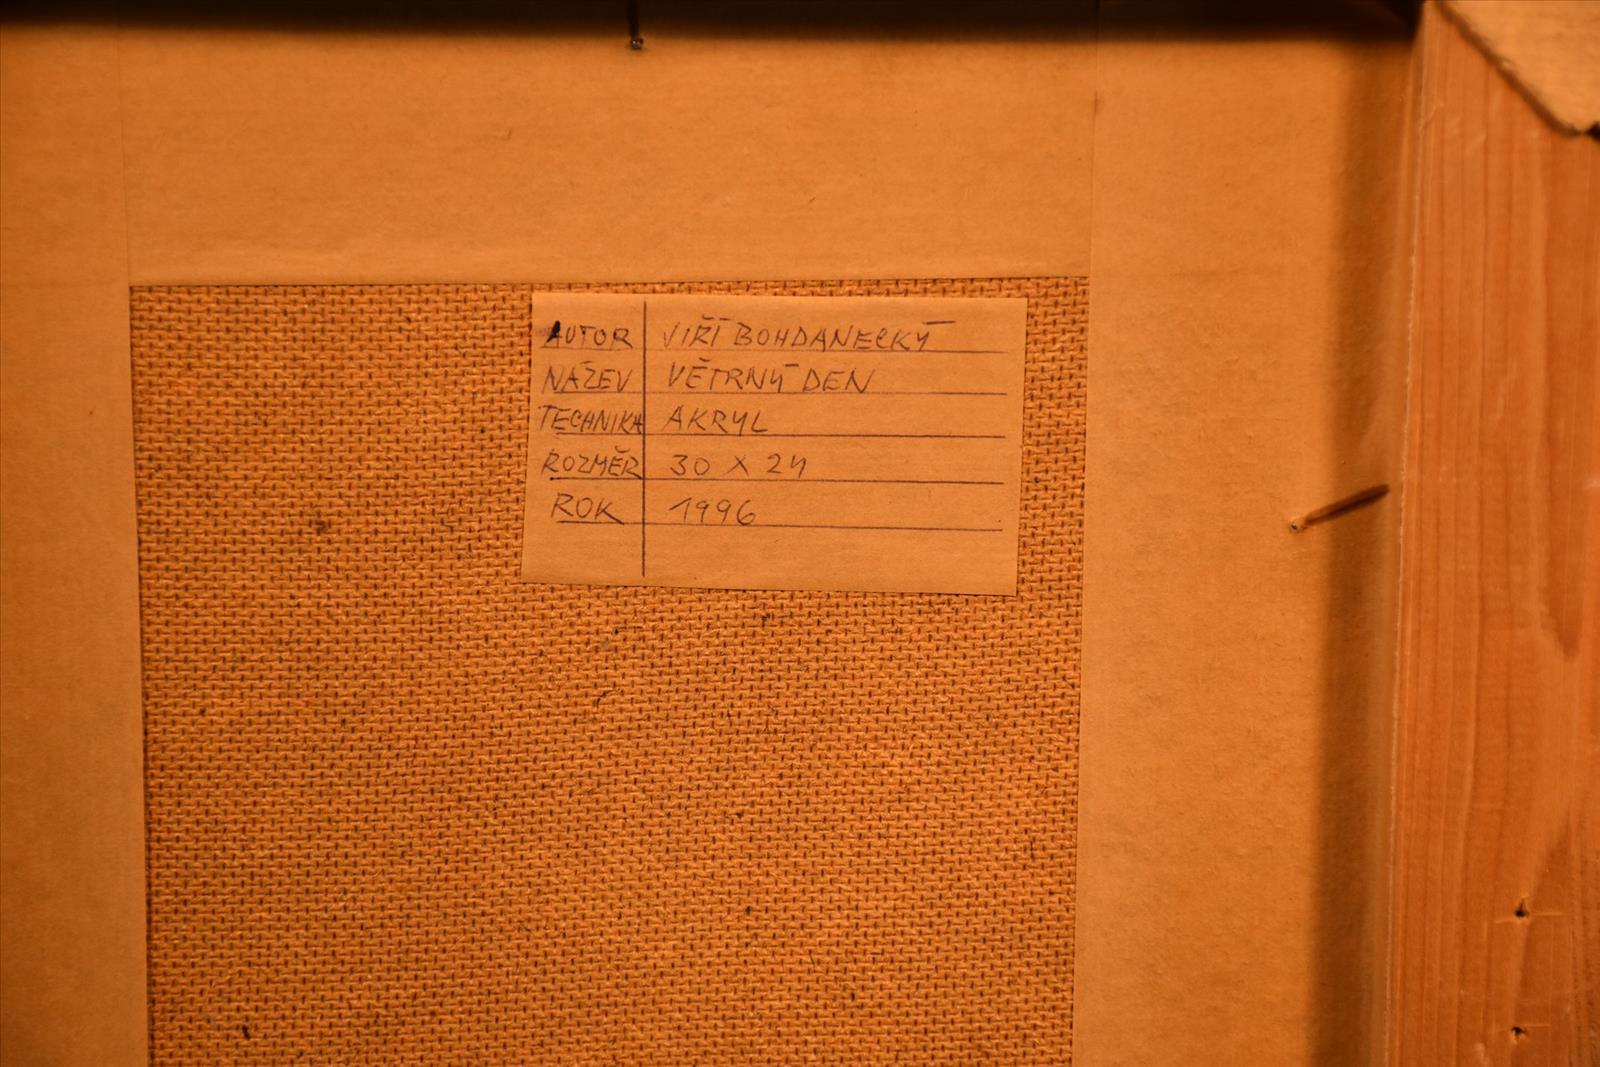 AUTOR JIŘÍ BOHDANECKÝ
NÁZEV VĚTRNÝ DEN
TECHNIKA AKRYL
ROZMĚR 30 X 24
ROK 1996